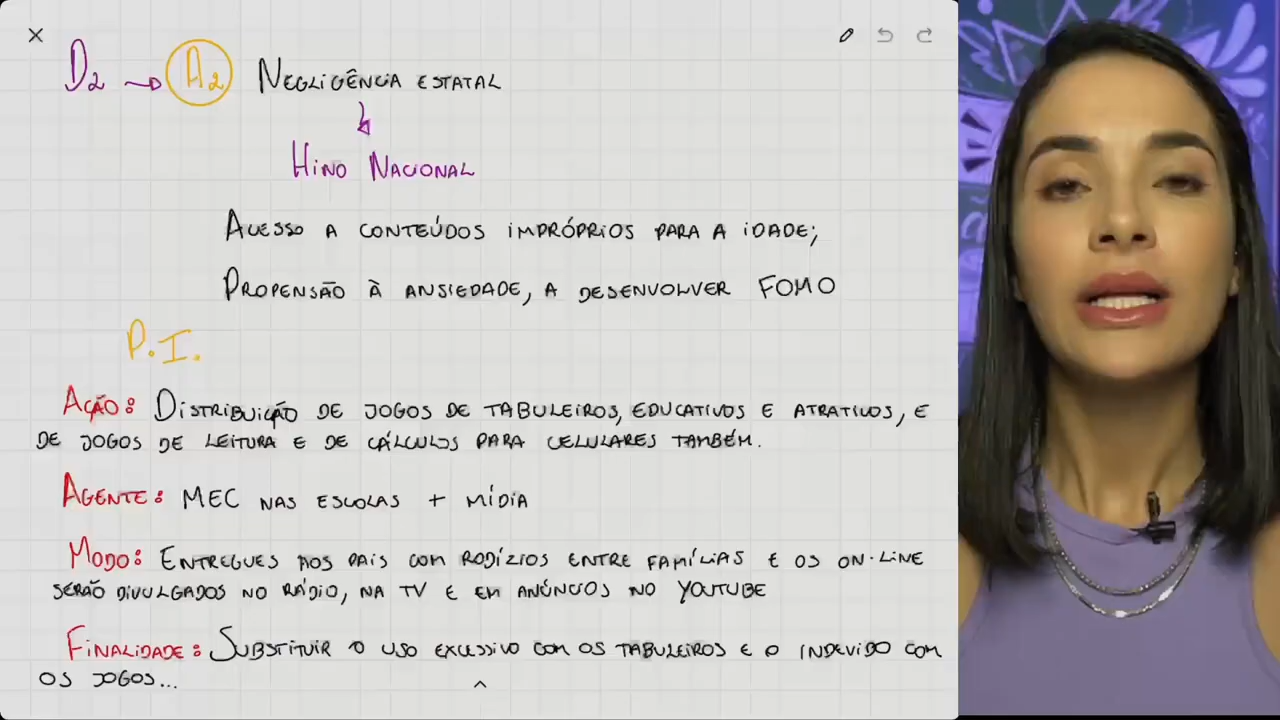 D2 → A2 NEGLIGÊNCIA ESTATAL
HINO NACIONAL
ACESSO A CONTEÚDOS IMPRÓPRIOS PARA A IDADE;
PROPENSÃO À ANSIEDADE, A DESENVOLVER FOMO
P.I.
AÇÃO: DISTRIBUIÇÃO DE JOGOS DE TABULEIROS, EDUCATIVOS E ATRATIVOS, E
DE JOGOS DE LEITURA E DE CÁLCULOS PARA CELULARES TAMBÉM.
AGENTE: MEC NAS ESCOLAS + MÍDIA
MODO: ENTREGUES AOS PAIS COM RODÍZIOS ENTRE FAMÍLIAS E OS ON-LINE
SERÃO DIVULGADOS NO RÁDIO, NA TV E EM ANÚNCIOS NO YOUTUBE
FINALIDADE: SUBSTITUIR O USO EXCESSIVO COM OS TABULEIROS E O INDEVIDO COM
OS JOGOS...